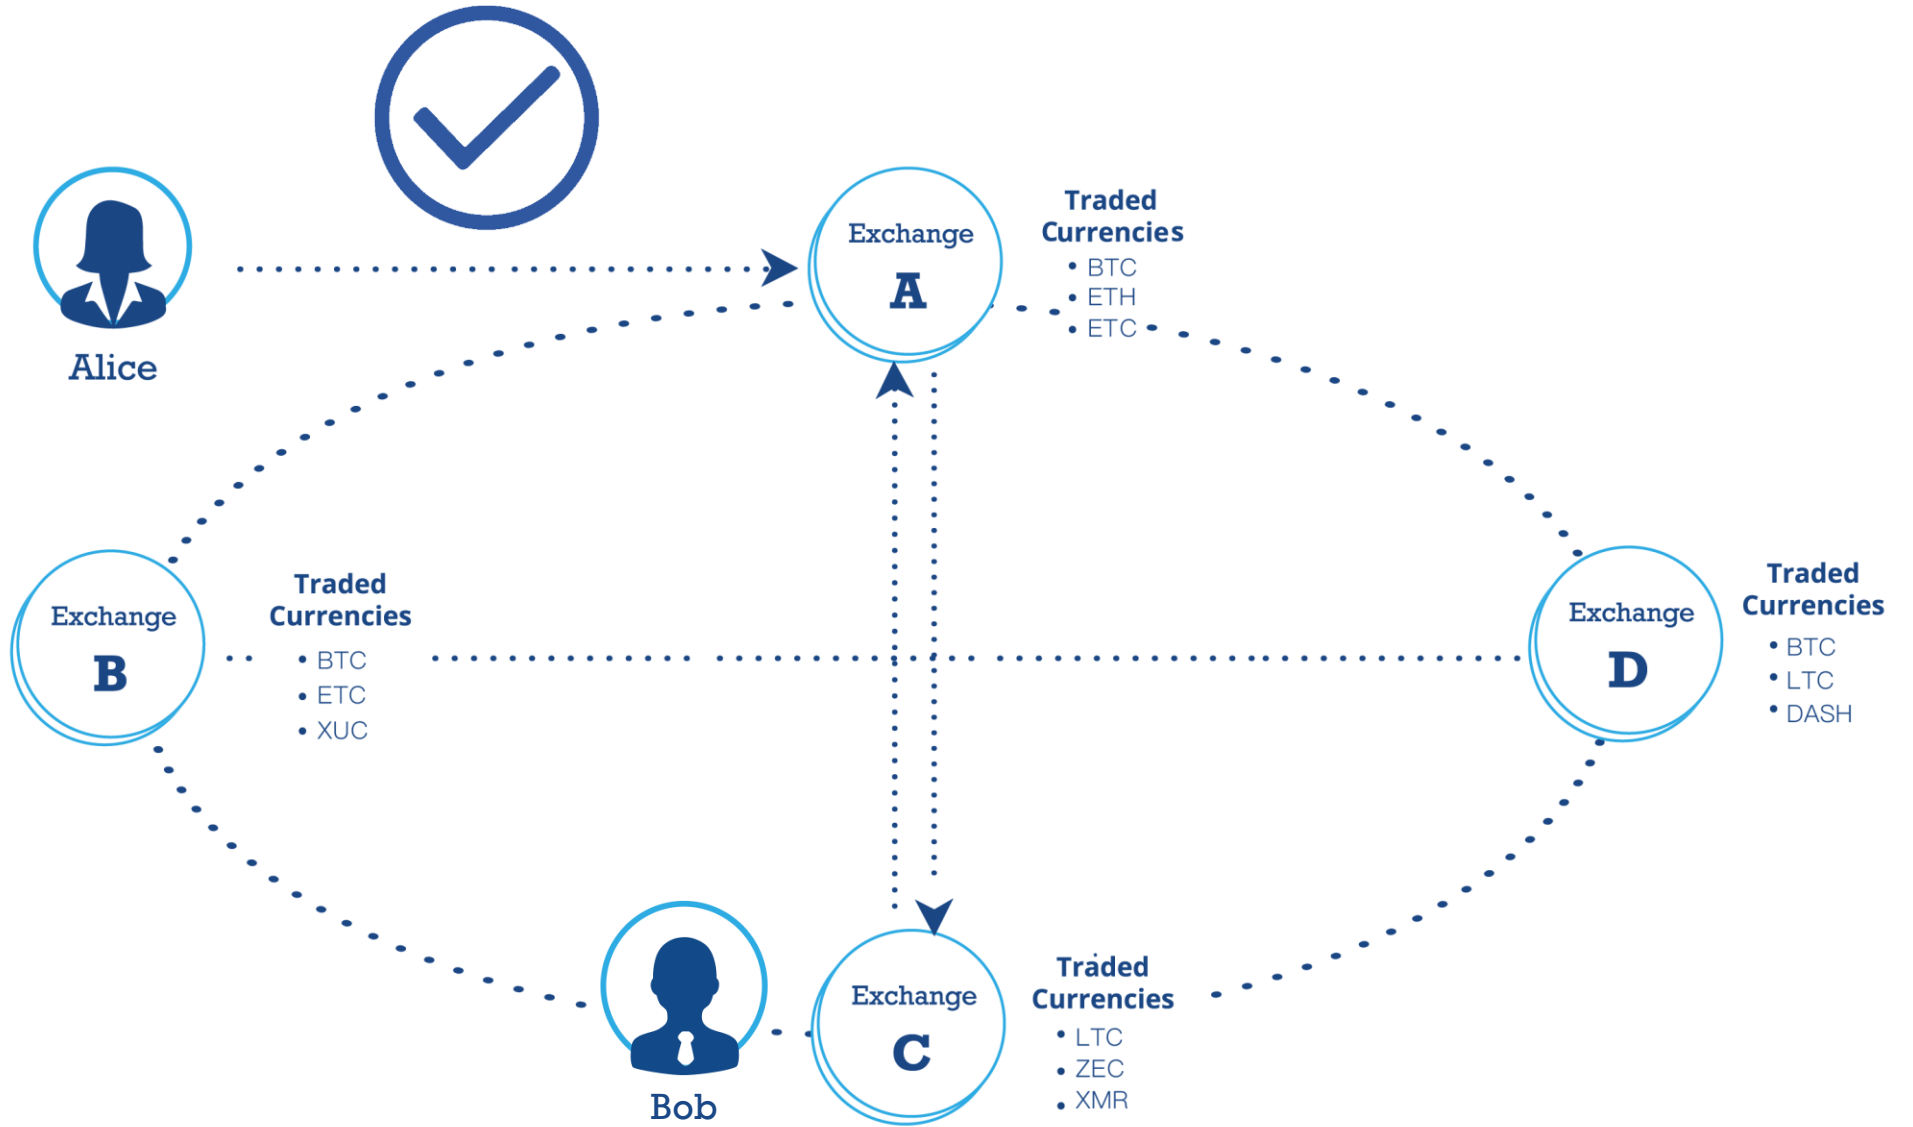 Alice
Exchange
A
Traded
Currencies
• BTC
• ETH
• ETC
Exchange
B
Traded
Currencies
• BTC
• ETC
• XUC
Exchange
D
Traded
Currencies
• BTC
• LTC
• DASH
Bob
Exchange
C
Traded
Currencies
• LTC
• ZEC
• XMR